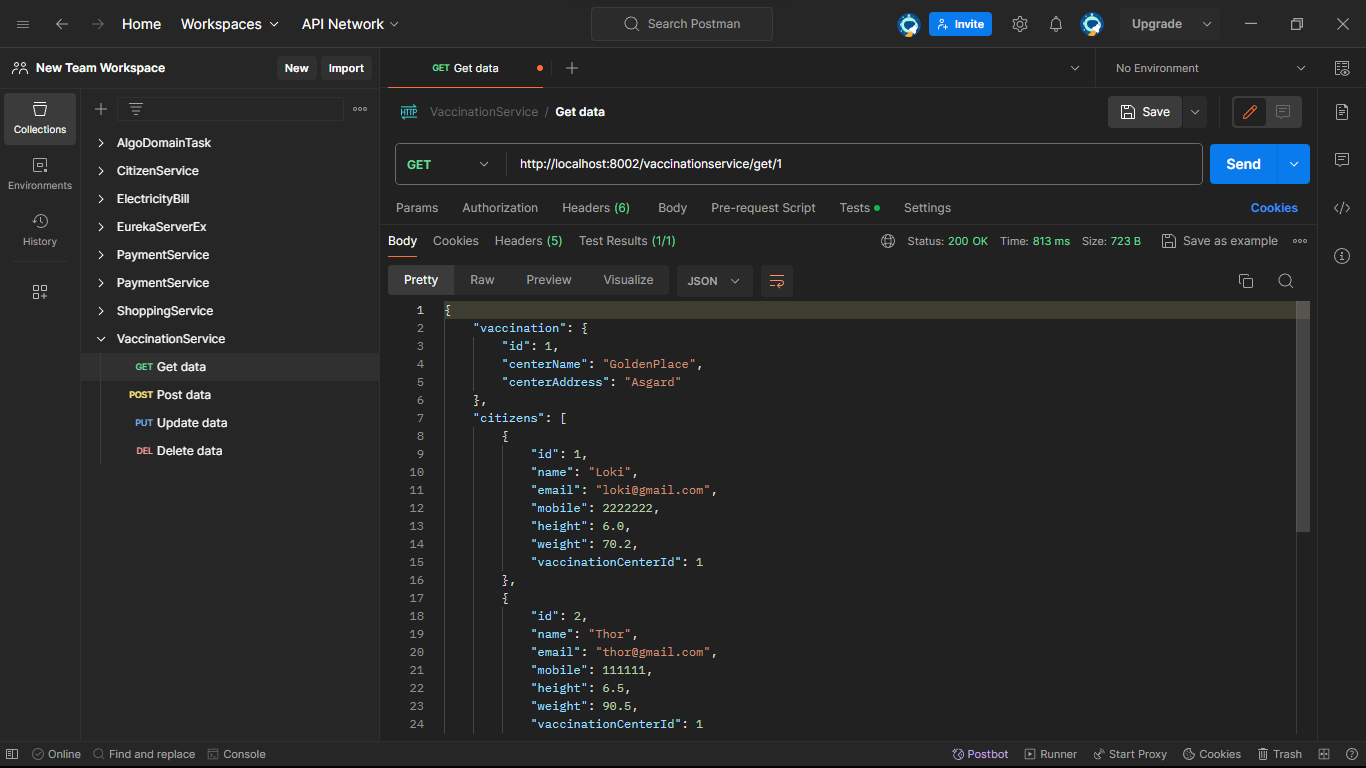 Home Workspaces API Network Search Postman Invite Upgrade
New Team Workspace New Import GET Get data No Environment
Collections
Environments
History
AlgoDomainTask
CitizenService
ElectricityBill
EurekaServerEx
PaymentService
PaymentService
ShoppingService
VaccinationService
GET Get data
POST Post data
PUT Update data
DEL Delete data
HTTP VaccinationService / Get data Save
GET http://localhost:8002/vaccinationservice/get/1 Send
Params Authorization Headers (6) Body Pre-request Script Tests Settings Cookies
Body Cookies Headers (5) Test Results (1/1) Status: 200 OK Time: 813 ms Size: 723 B Save as example
Pretty Raw Preview Visualize JSON
1 {
2 "vaccination": {
3 "id": 1,
4 "centerName": "GoldenPlace",
5 "centerAddress": "Asgard"
6 },
7 "citizens": [
8 {
9 "id": 1,
10 "name": "Loki",
11 "email": "loki@gmail.com",
12 "mobile": 2222222,
13 "height": 6.0,
14 "weight": 70.2,
15 "vaccinationCenterId": 1
16 },
17 {
18 "id": 2,
19 "name": "Thor",
20 "email": "thor@gmail.com",
21 "mobile": 111111,
22 "height": 6.5,
23 "weight": 90.5,
24 "vaccinationCenterId": 1
Online Find and replace Console Postbot Runner Start Proxy Cookies Trash